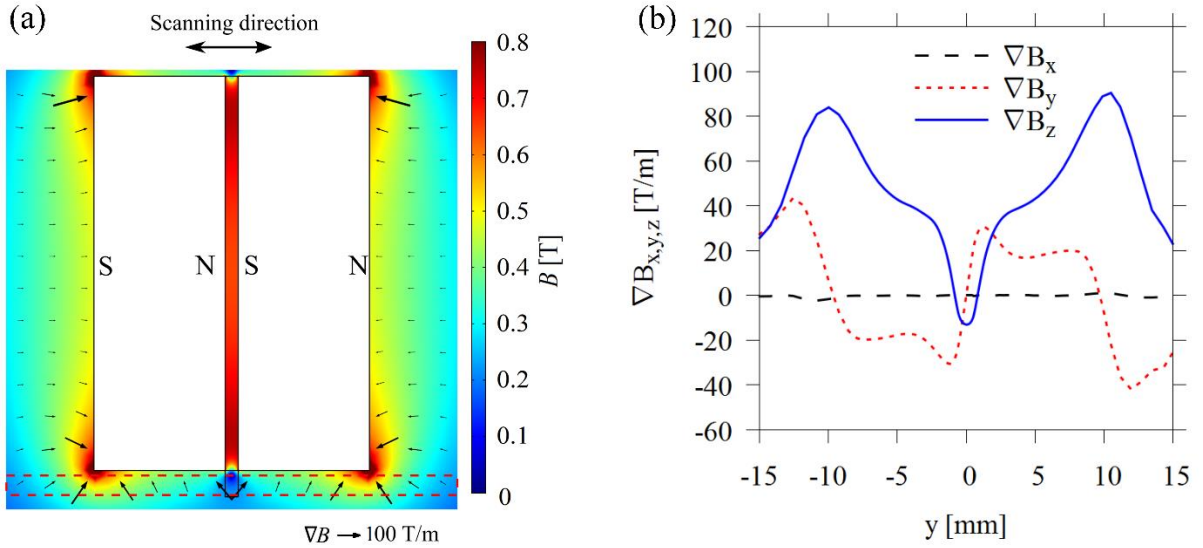 (a)
Scanning direction
0.8
0.7
0.6
0.5
0.4
0.3
0.2
0.1
0
B [T]
S N S N
∇B → 100 T/m
(b)
120
100
80
60
40
20
0
-20
-40
-60
∇Bx,y,z [T/m]
∇Bx
∇By
∇Bz
-15 -10 -5 0 5 10 15
y [mm]